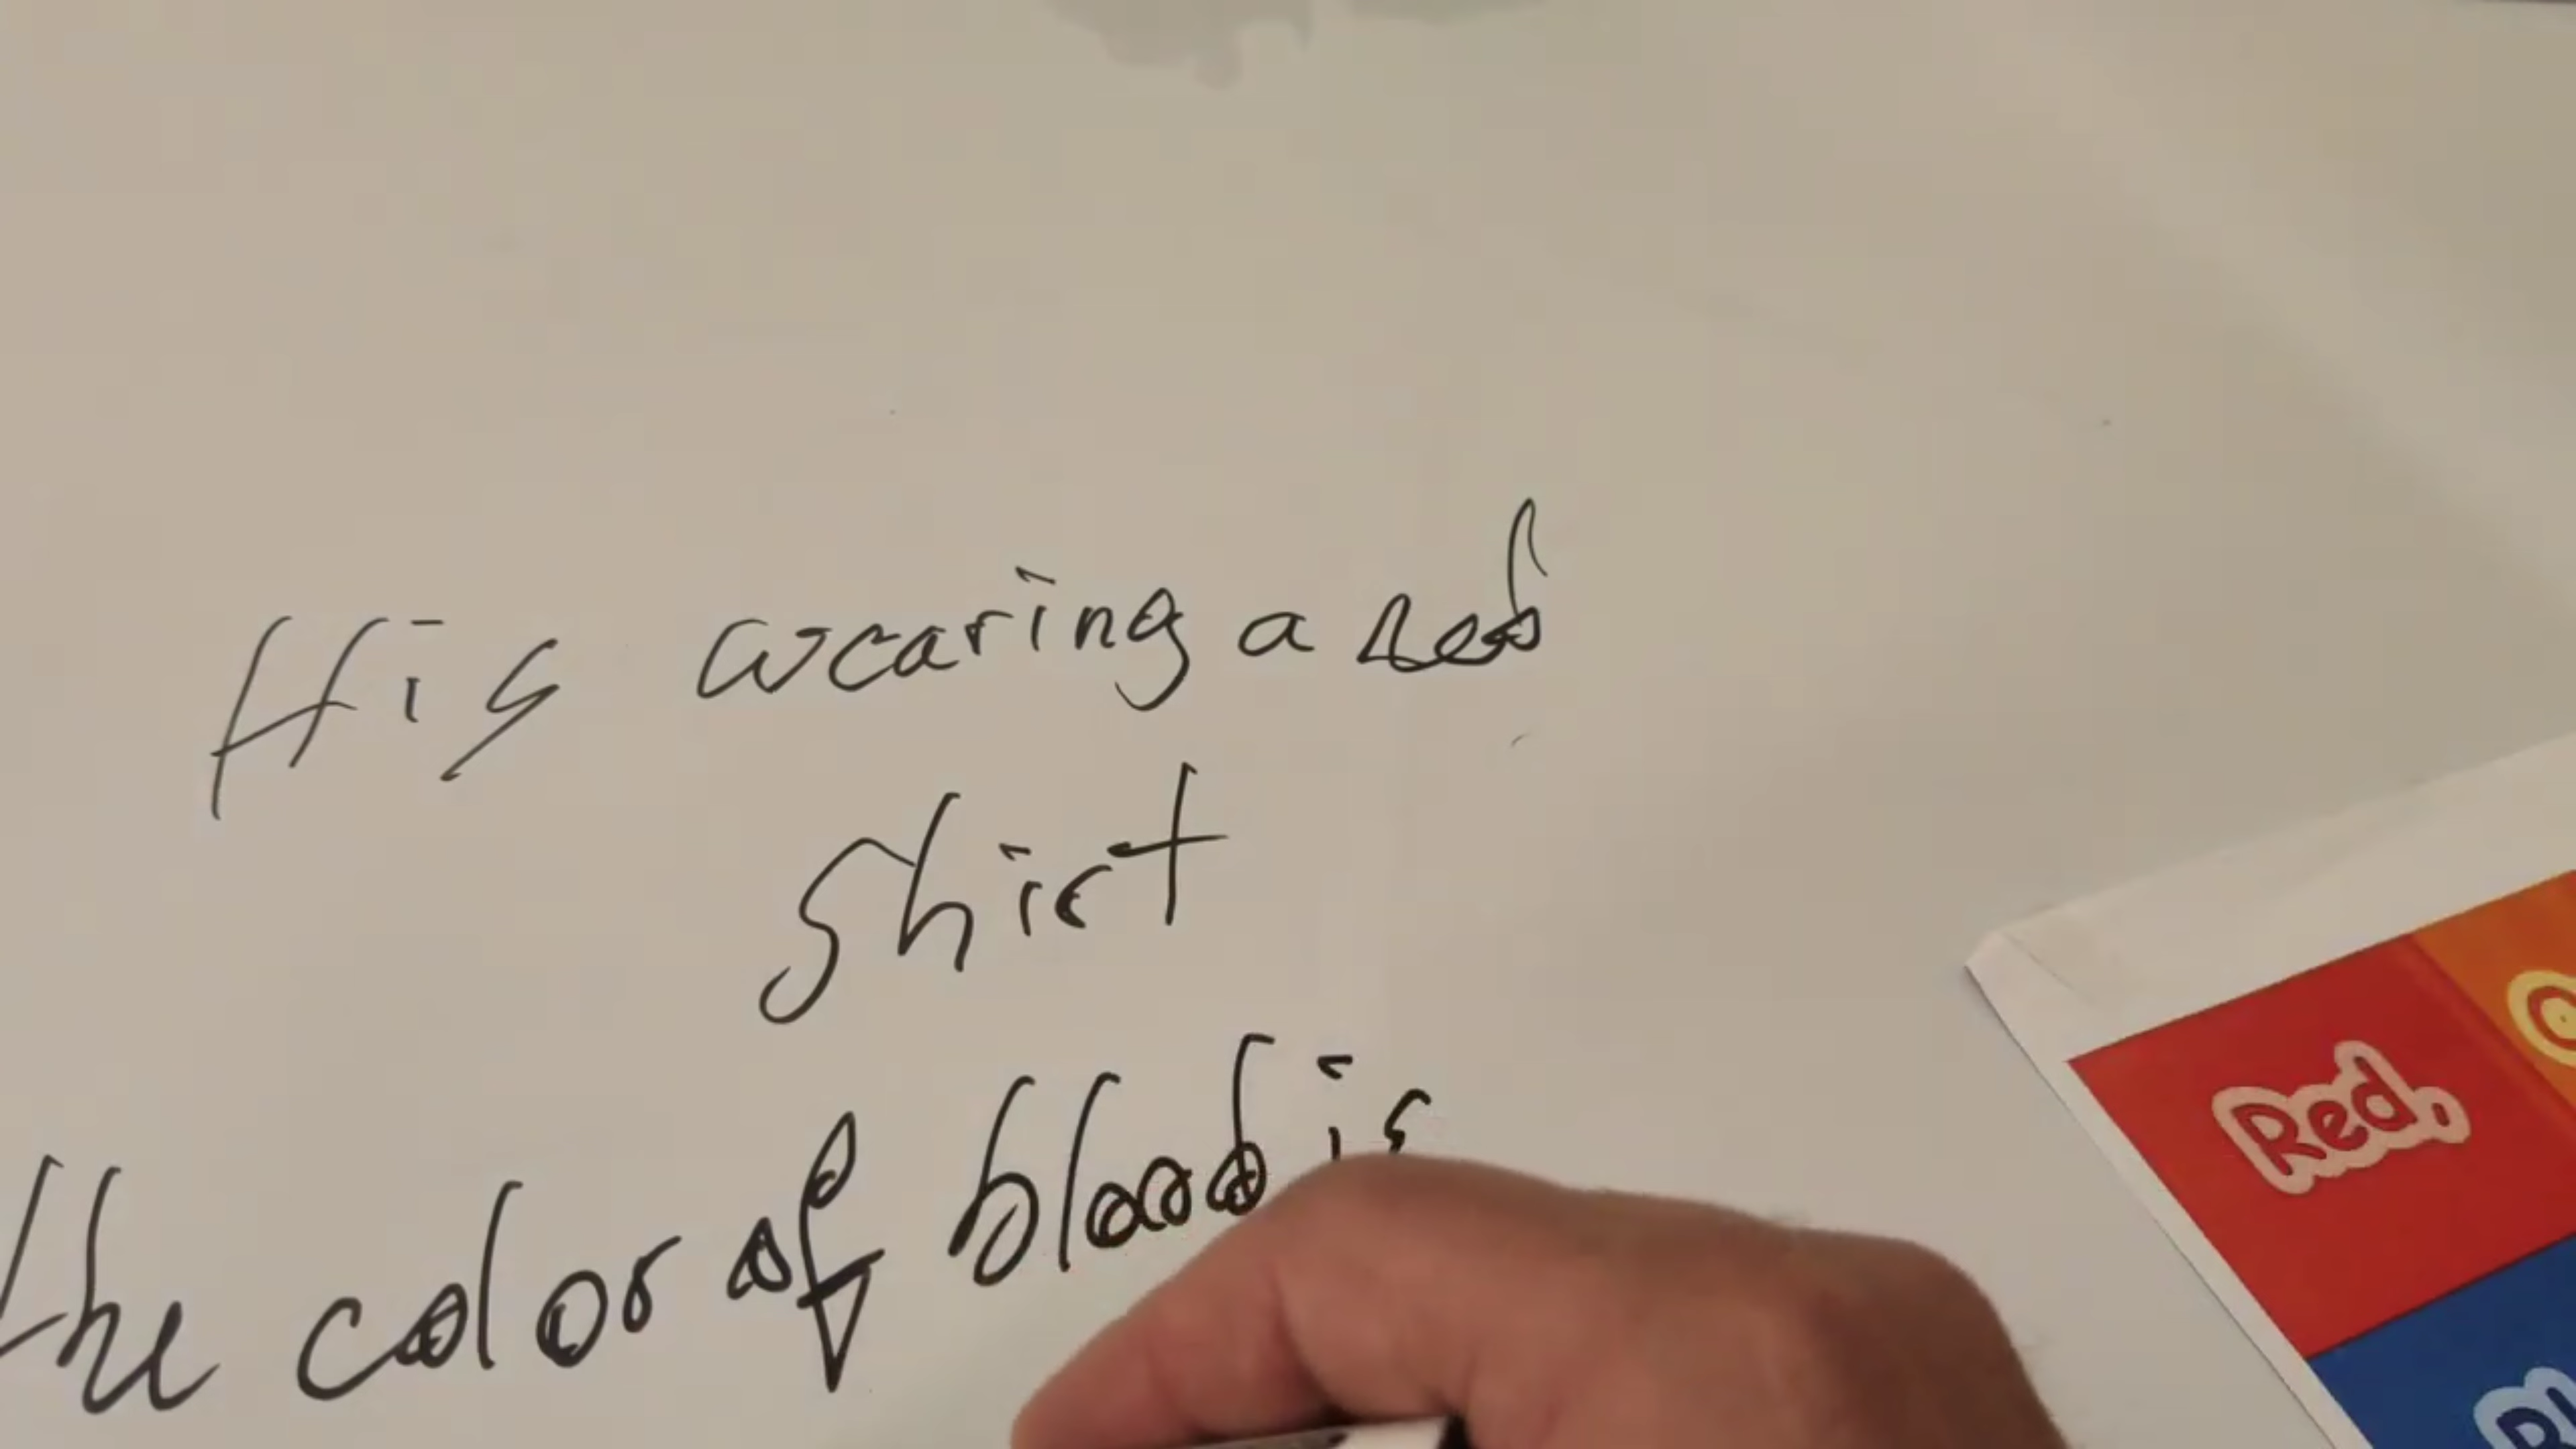 His wearing a red
shirt
the color of blood is
Red